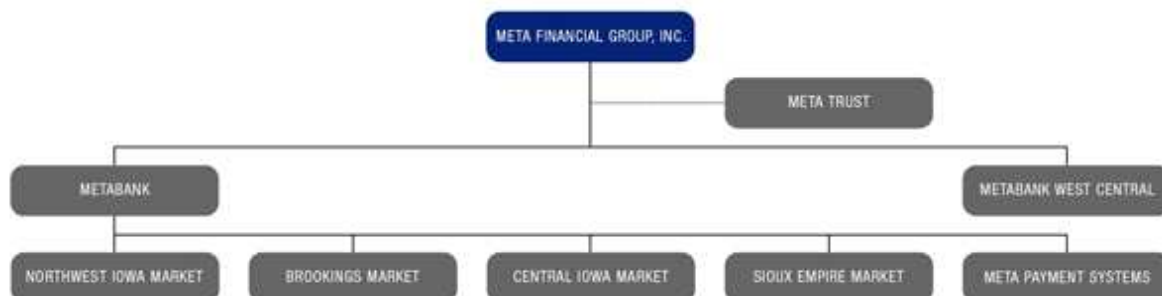 META FINANCIAL GROUP, INC.
META TRUST
METABANK
METABANK WEST CENTRAL
NORTHWEST IOWA MARKET
BROOKINGS MARKET
CENTRAL IOWA MARKET
SIOUX EMPIRE MARKET
META PAYMENT SYSTEMS